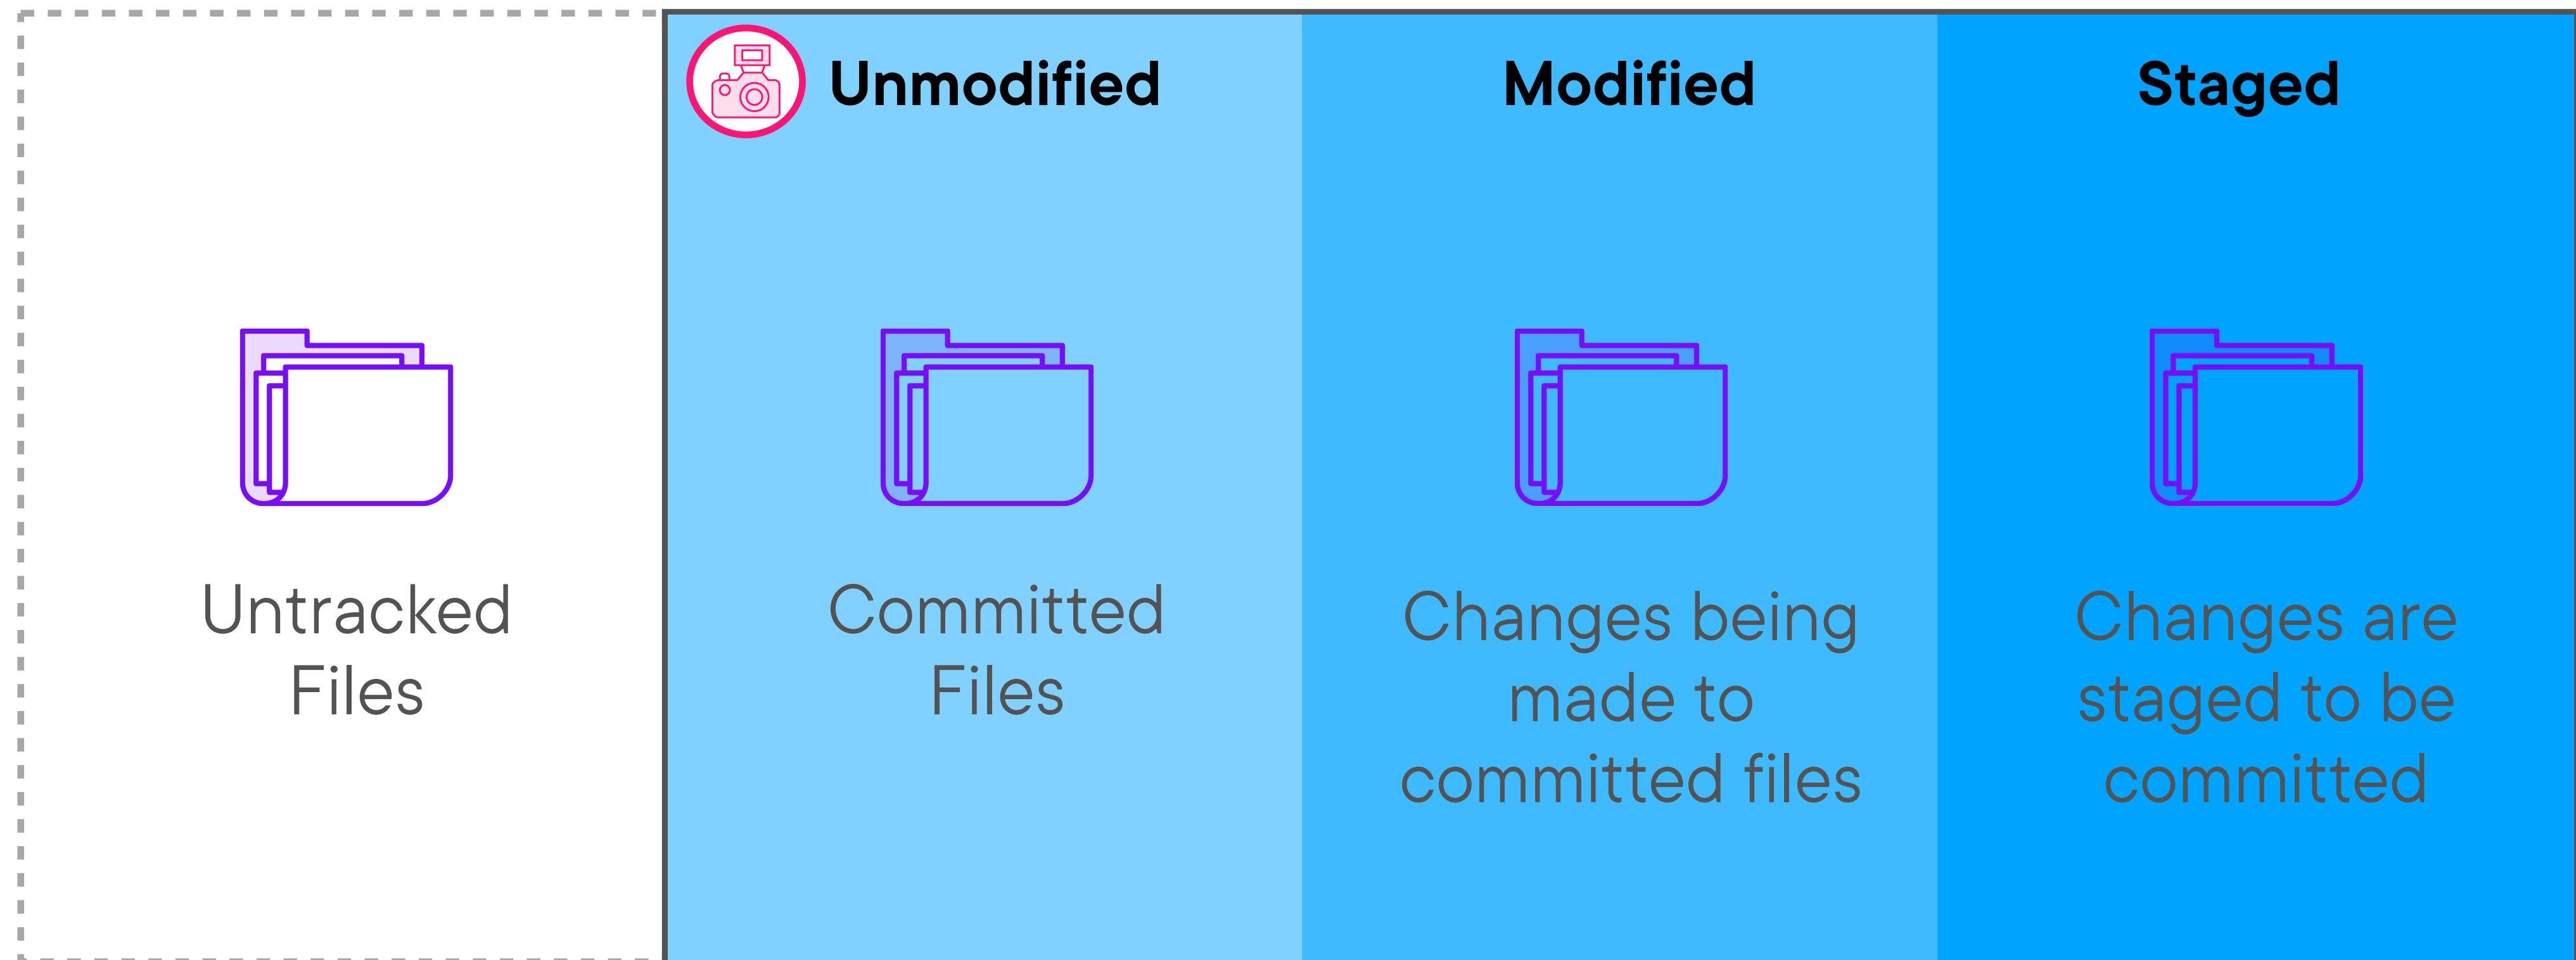 Unmodified
Modified
Staged
Untracked
Files
Committed
Files
Changes being
made to
committed files
Changes are
staged to be
committed